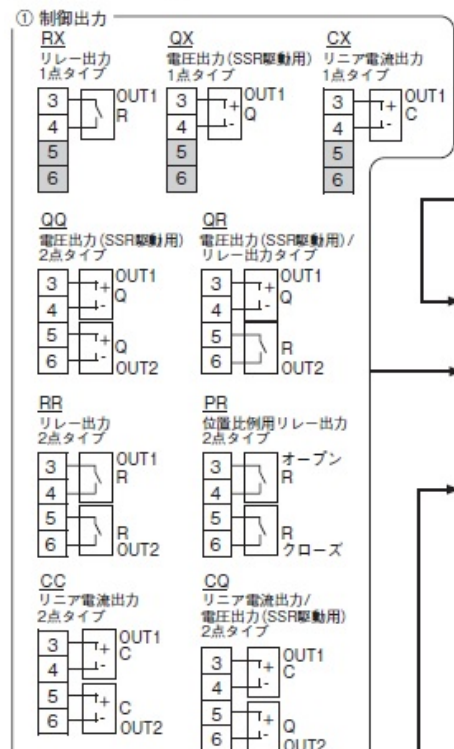 ① 制御出力
RX
リレー出力
1点タイプ
3
4
5
6
OUT1
R
QX
電圧出力(SSR駆動用)
1点タイプ
3
4
5
6
+
-
OUT1
Q
CX
リニア電流出力
1点タイプ
3
4
5
6
+
-
OUT1
C
QQ
電圧出力(SSR駆動用)
2点タイプ
3
4
5
6
+
-
OUT1
Q
+
-
Q
OUT2
QR
電圧出力(SSR駆動用)/
リレー出力タイプ
3
4
5
6
+
-
OUT1
Q
R
OUT2
RR
リレー出力
2点タイプ
3
4
5
6
OUT1
R
R
OUT2
PR
位置比例用リレー出力
2点タイプ
3
4
5
6
オープン
R
R
クローズ
CC
リニア電流出力
2点タイプ
3
4
5
6
+
-
OUT1
C
+
-
C
OUT2
CQ
リニア電流出力/
電圧出力(SSR駆動用)
2点タイプ
3
4
5
6
+
-
OUT1
C
+
-
Q
OUT2